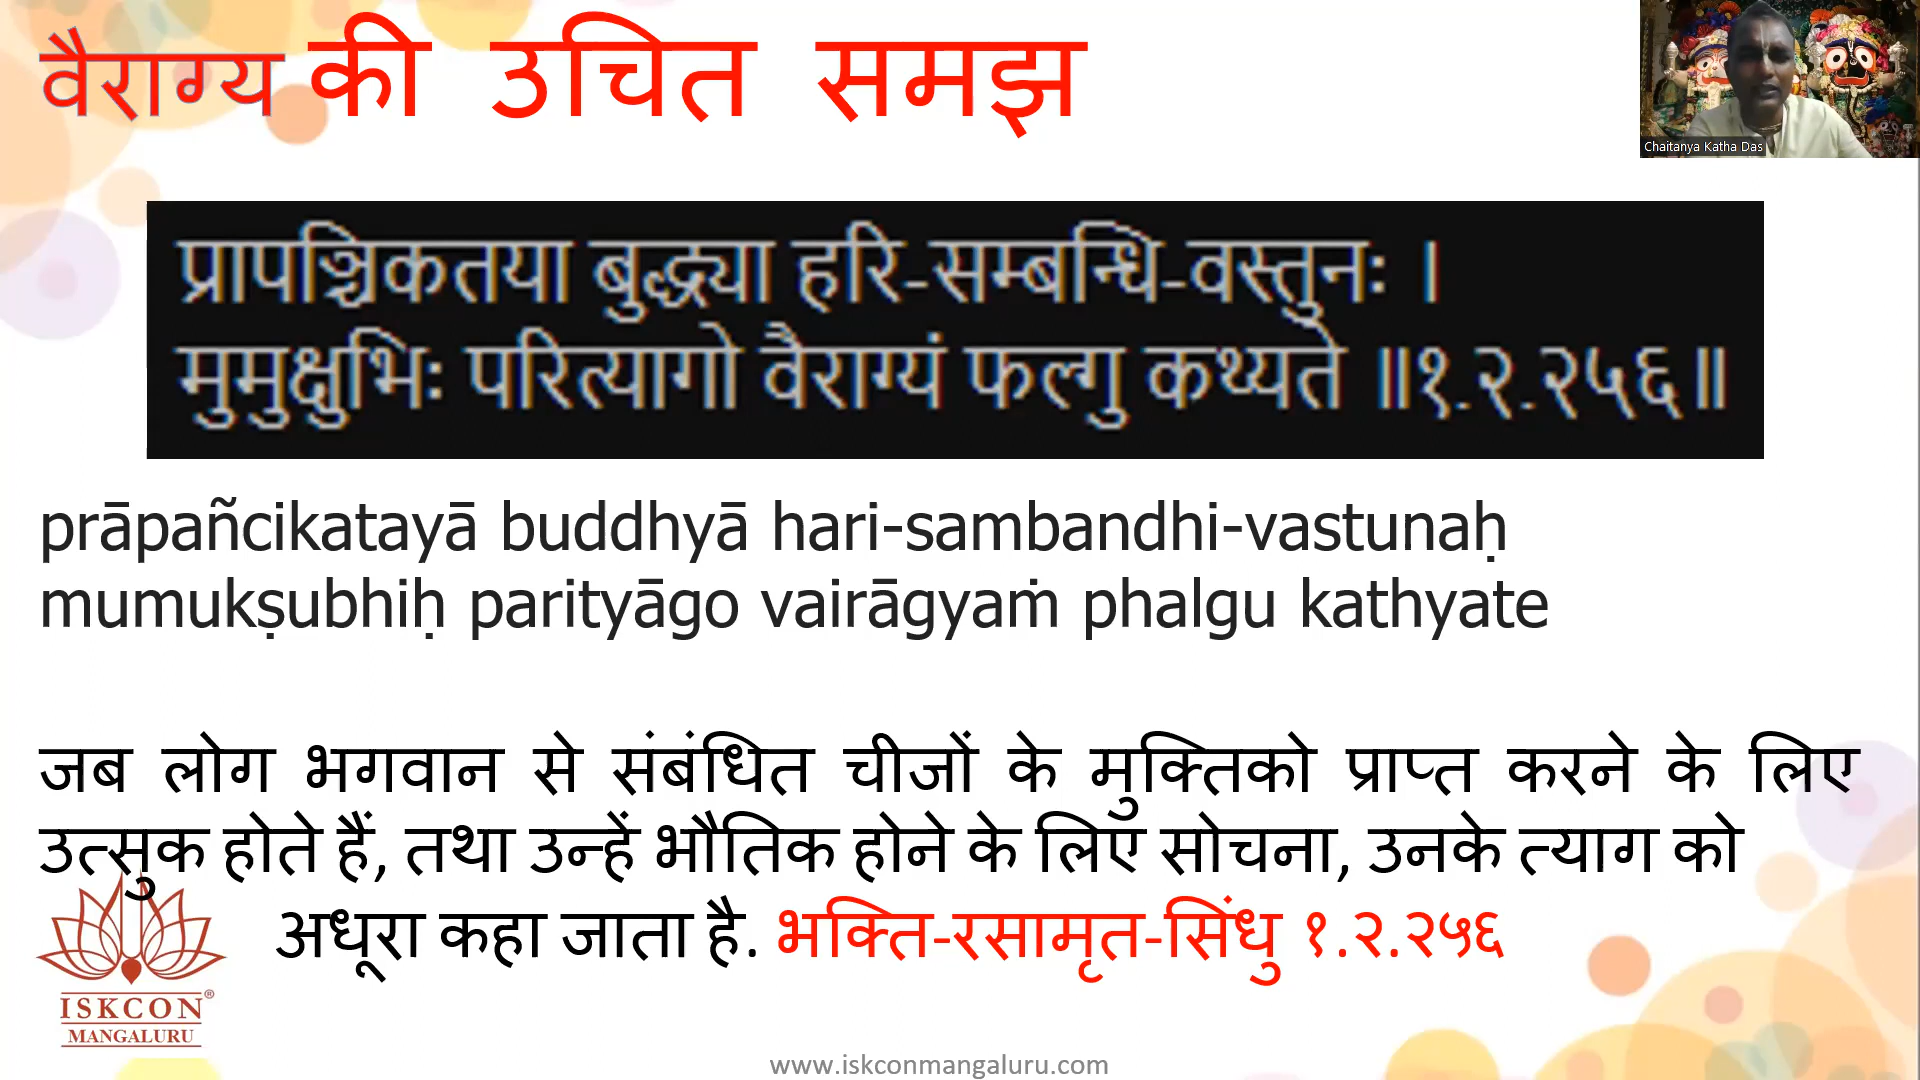 वैराग्य की उचित समझ
Chaitanya Katha Das
प्रापञ्चिकतया बुद्ध्या हरि-सम्बन्धि-वस्तुनः ।
मुमुक्षुभिः परित्यागो वैराग्यं फल्गु कथ्यते ॥१.२.२५६॥
prāpañcikatayā buddhyā hari-sambandhi-vastunaḥ
mumukṣubhiḥ parityāgo vairāgyaṁ phalgu kathyate
जब लोग भगवान से संबंधित चीजों के मुक्तिको प्राप्त करने के लिए
उत्सुक होते हैं, तथा उन्हें भौतिक होने के लिए सोचना, उनके त्याग को
अधूरा कहा जाता है. भक्ति-रसामृत-सिंधु १.२.२५६
ISKCON®
MANGALURU
www.iskconmangaluru.com